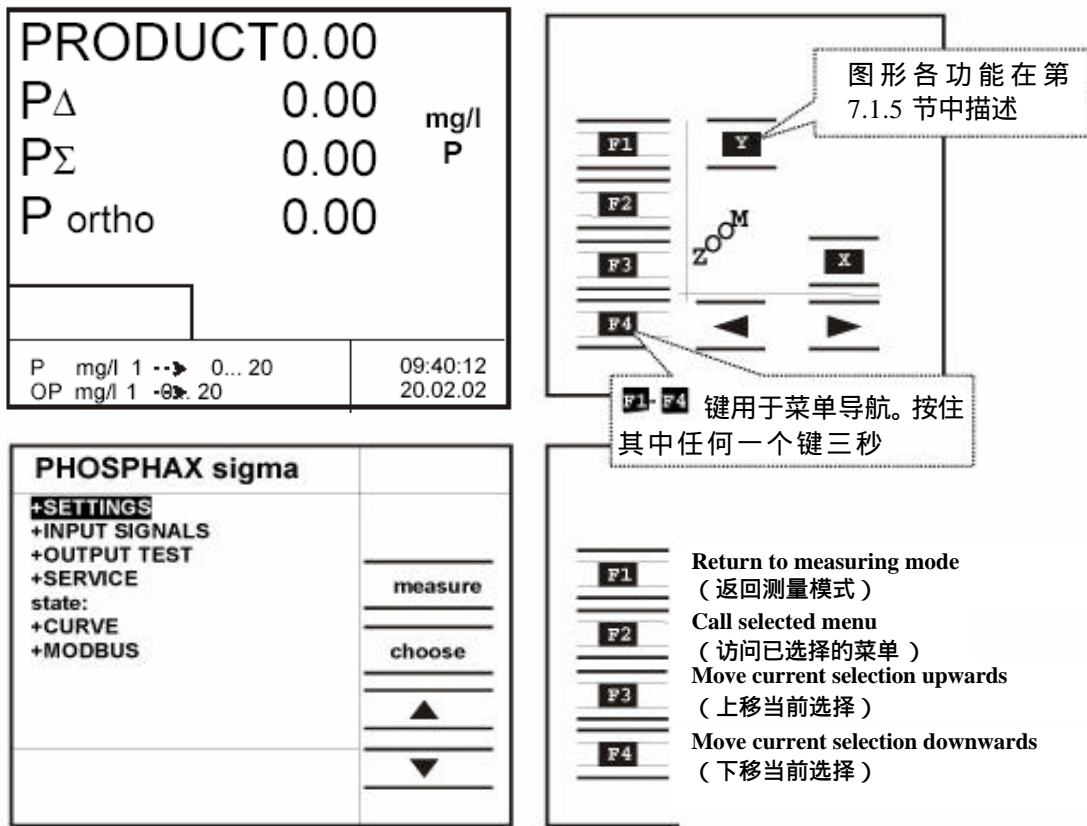 PRODUCT 0.00
P∆ 0.00
PΣ 0.00
P ortho 0.00
mg/l
P
P mg/l 1 --➤ 0... 20
OP mg/l 1 20
09:40:12
20.02.02
图形各功能在第
7.1.5 节中描述
F1
Y
F2
ZOOM
F3
X
F4
◀ ▶
F1-F4 键用于菜单导航。按住
其中任何一个键三秒
PHOSPHAX sigma
+SETTINGS
+INPUT SIGNALS
+OUTPUT TEST
+SERVICE
state:
+CURVE
+MODBUS
measure
choose
▲
▼
F1
Return to measuring mode
（返回测量模式）
F2
Call selected menu
（访问已选择的菜单 ）
F3
Move current selection upwards
（上移当前选择）
F4
Move current selection downwards
（下移当前选择）